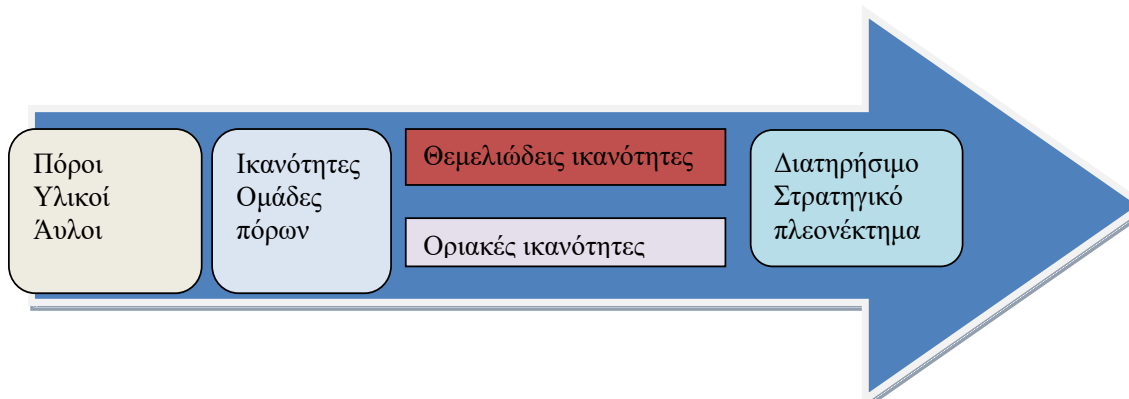 Πόροι
Υλικοί
Άυλοι
Ικανότητες
Ομάδες
πόρων
Θεμελιώδεις ικανότητες
Οριακές ικανότητες
Διατηρήσιμο
Στρατηγικό
πλεονέκτημα